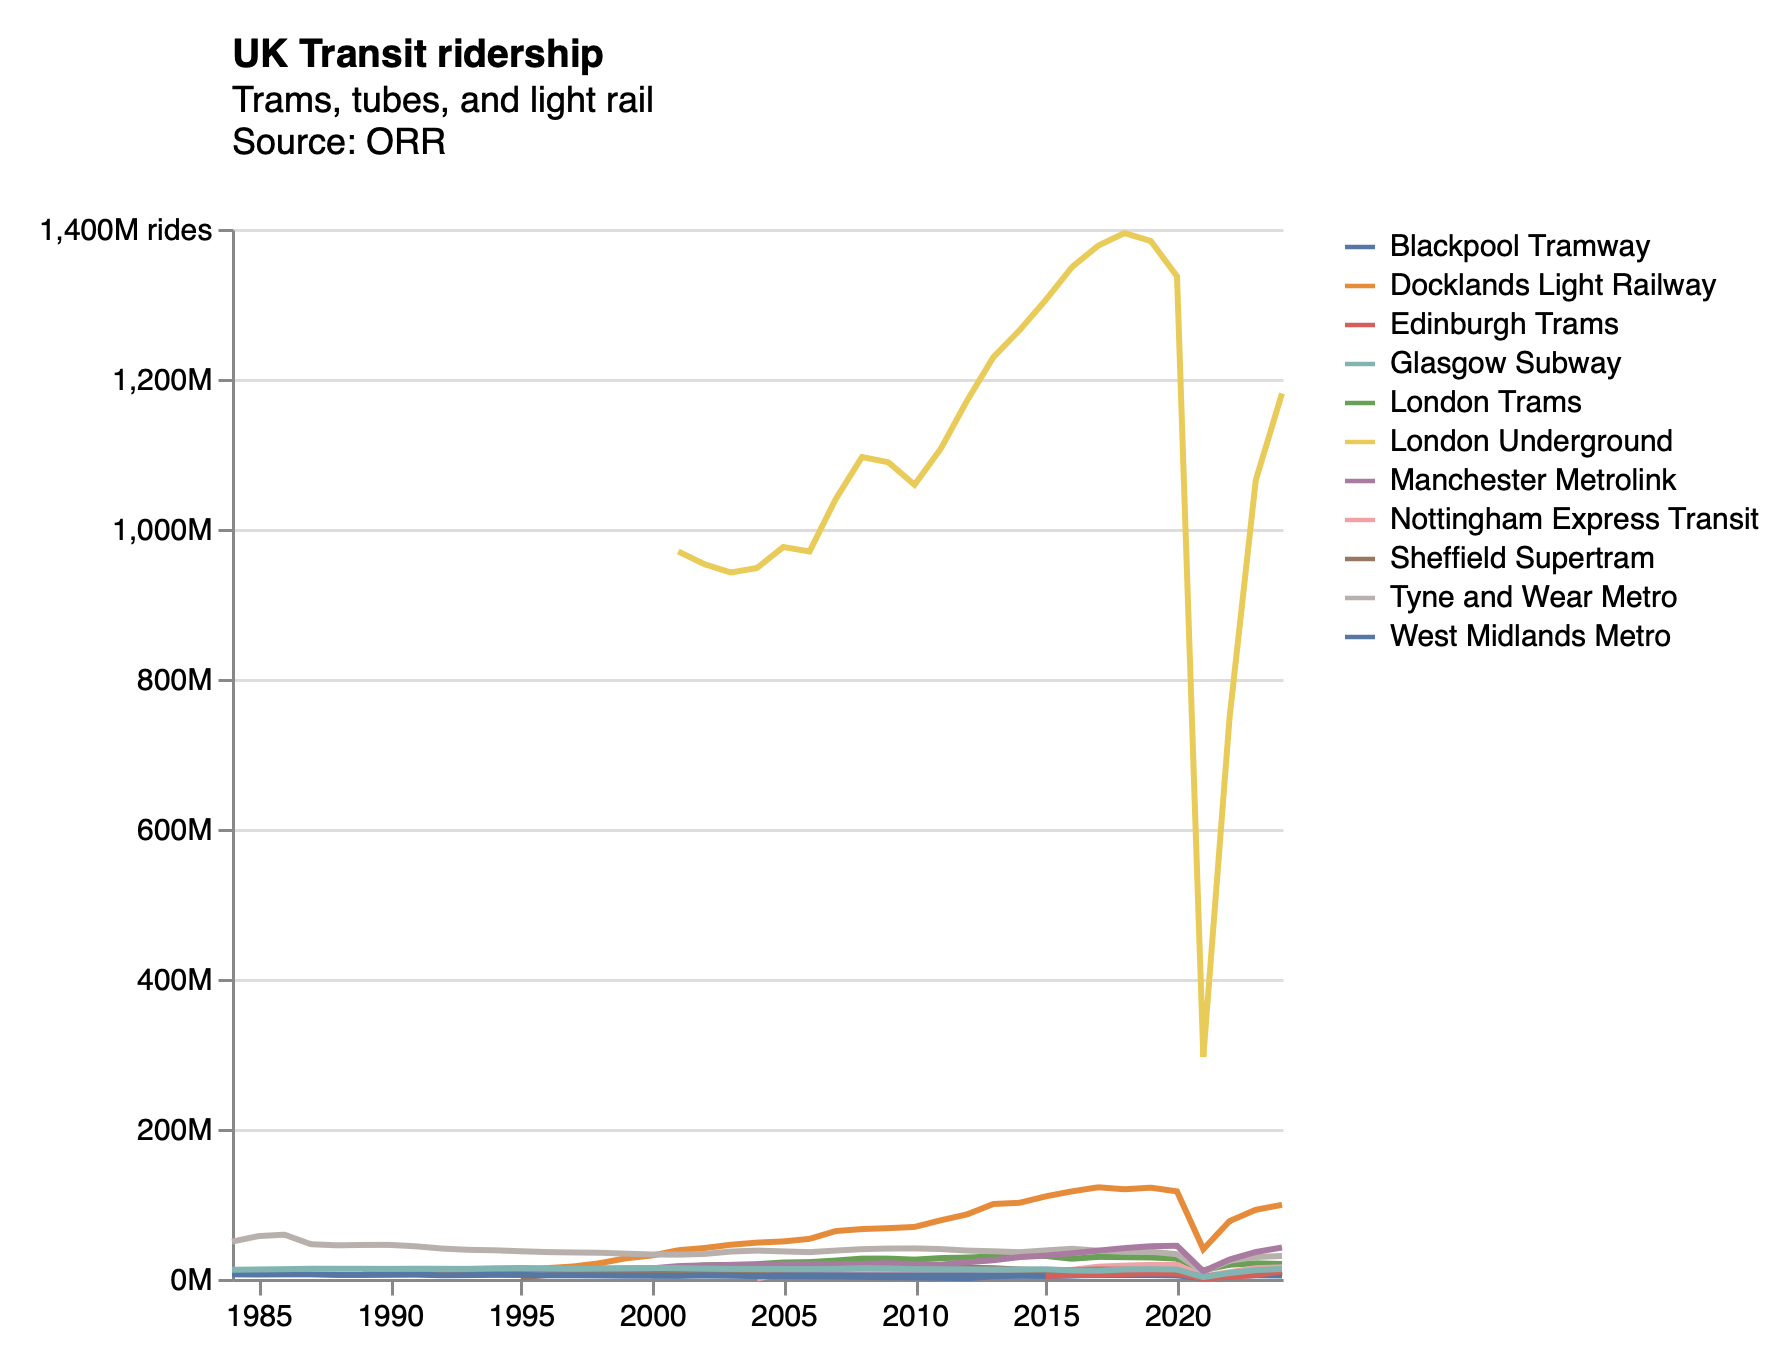 UK Transit ridership
Trams, tubes, and light rail
Source: ORR
1,400M rides
1,200M
1,000M
800M
600M
400M
200M
0M
1985 1990 1995 2000 2005 2010 2015 2020
Blackpool Tramway
Docklands Light Railway
Edinburgh Trams
Glasgow Subway
London Trams
London Underground
Manchester Metrolink
Nottingham Express Transit
Sheffield Supertram
Tyne and Wear Metro
West Midlands Metro